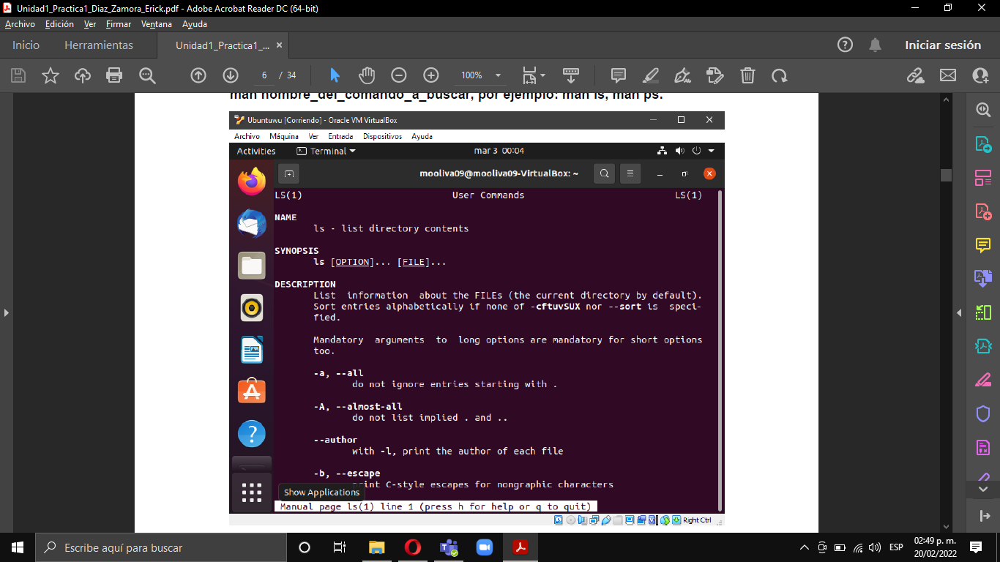 Unidad1_Practica1_Diaz_Zamora_Erick.pdf - Adobe Acrobat Reader DC (64-bit)
Archivo Edición Ver Firmar Ventana Ayuda
Inicio Herramientas Unidad1_Practica1_... × Iniciar sesión
6 / 34 100%
man nombre_del_comando_a_buscar, por ejemplo: man ls, man ps.
Ubuntuwu [Corriendo] - Oracle VM VirtualBox
Archivo Máquina Ver Entrada Dispositivos Ayuda
Activities Terminal mar 3 00:04
mooliva09@mooliva09-VirtualBox: ~
LS(1) User Commands LS(1)
NAME
ls - list directory contents
SYNOPSIS
ls [OPTION]... [FILE]...
DESCRIPTION
List information about the FILEs (the current directory by default).
Sort entries alphabetically if none of -cftuvSUX nor --sort is speci-
fied.
Mandatory arguments to long options are mandatory for short options
too.
-a, --all
do not ignore entries starting with .
-A, --almost-all
do not list implied . and ..
--author
with -l, print the author of each file
-b, --escape
int C-style escapes for nongraphic characters
Show Applications
Manual page ls(1) line 1 (press h for help or q to quit)
Right Ctrl
Escribe aquí para buscar
ESP
02:49 p. m.
20/02/2022